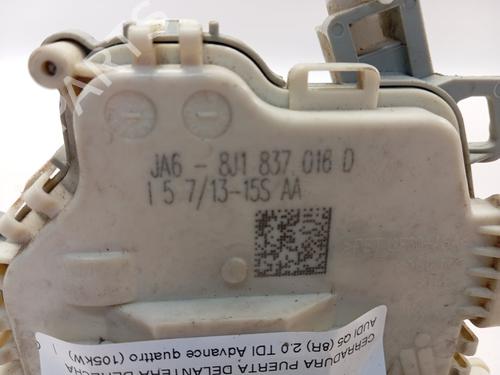 JA6 - 8J1 837 016 D
I 5 7/13-15S AA
CERRADURA PUERTA DELANTERA DERECHA
AUDI Q5 (8R) 2.0 TDI Advance quattro (105KW)